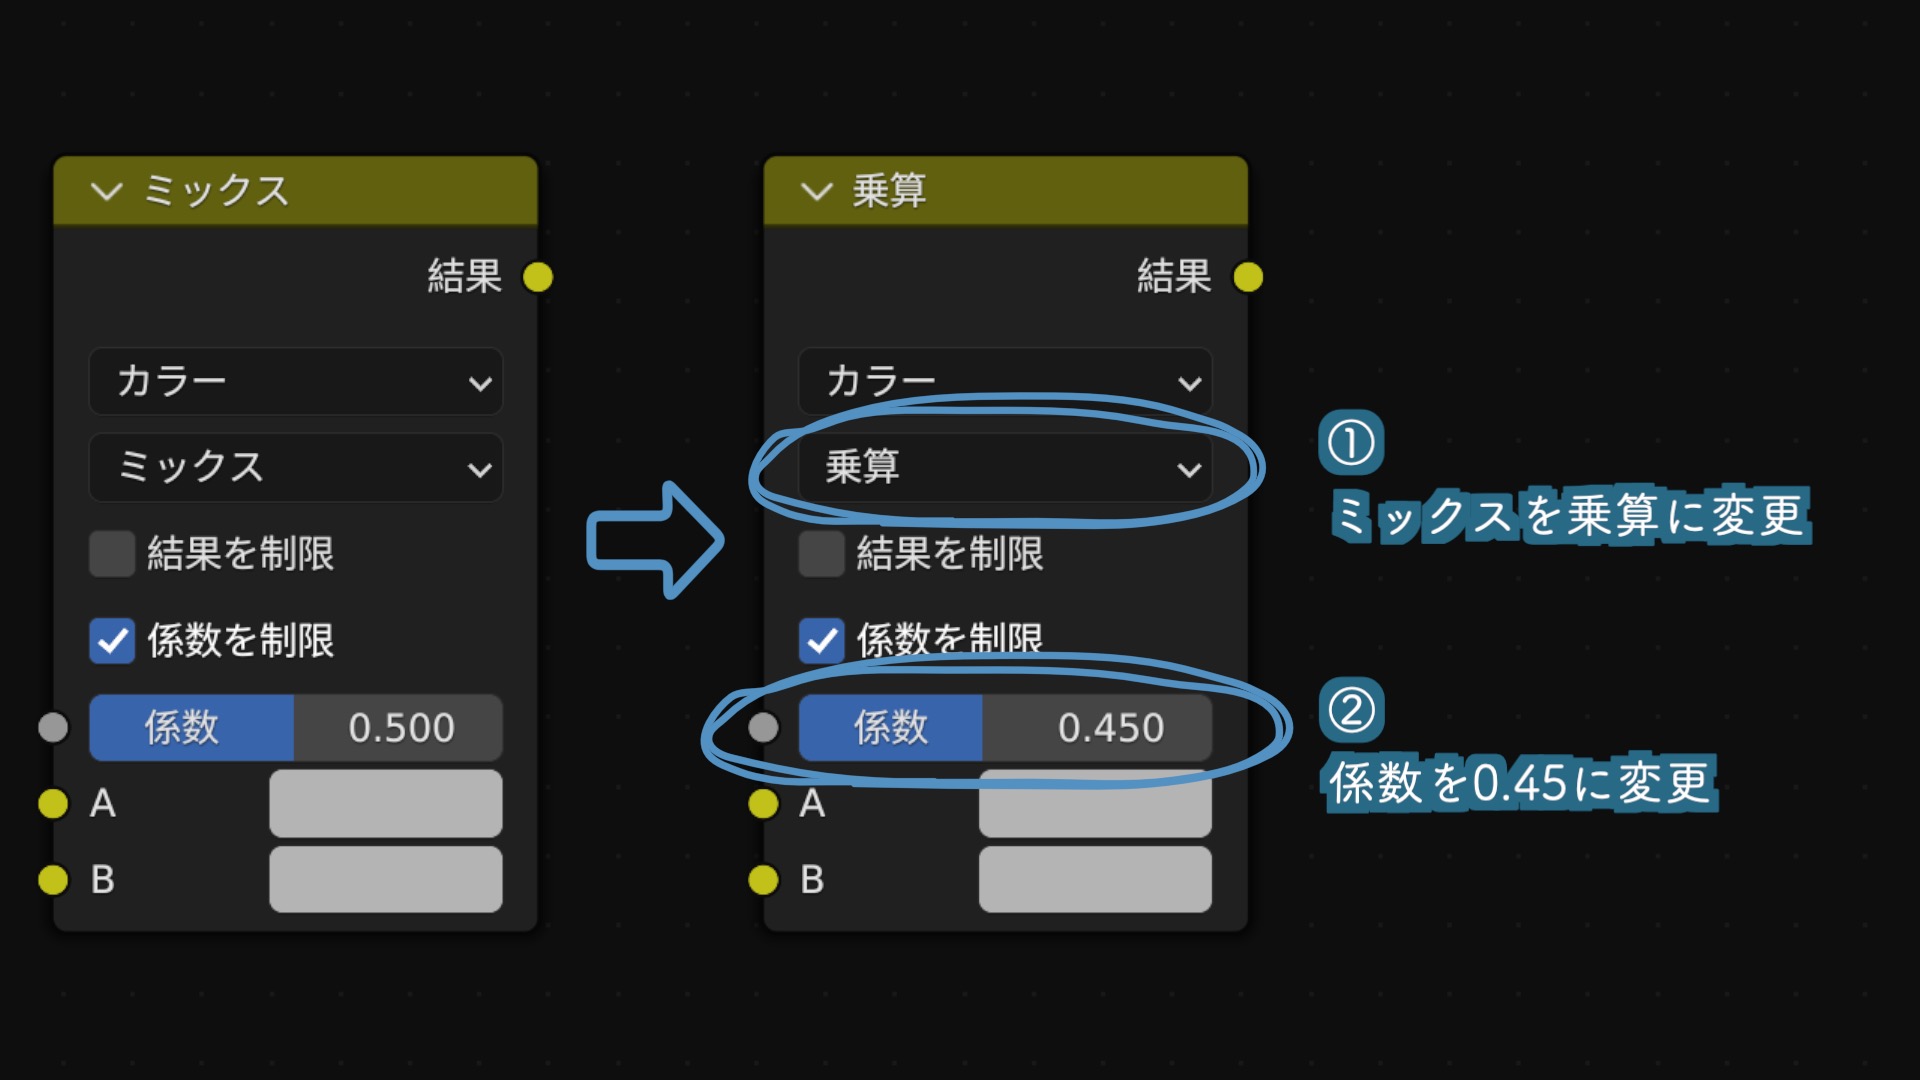 ミックス
結果
カラー
ミックス
結果を制限
係数を制限
係数 0.500
A
B
乗算
結果
カラー
乗算
結果を制限
係数を制限
係数 0.450
A
B
①
ミックスを乗算に変更
②
係数を0.45に変更